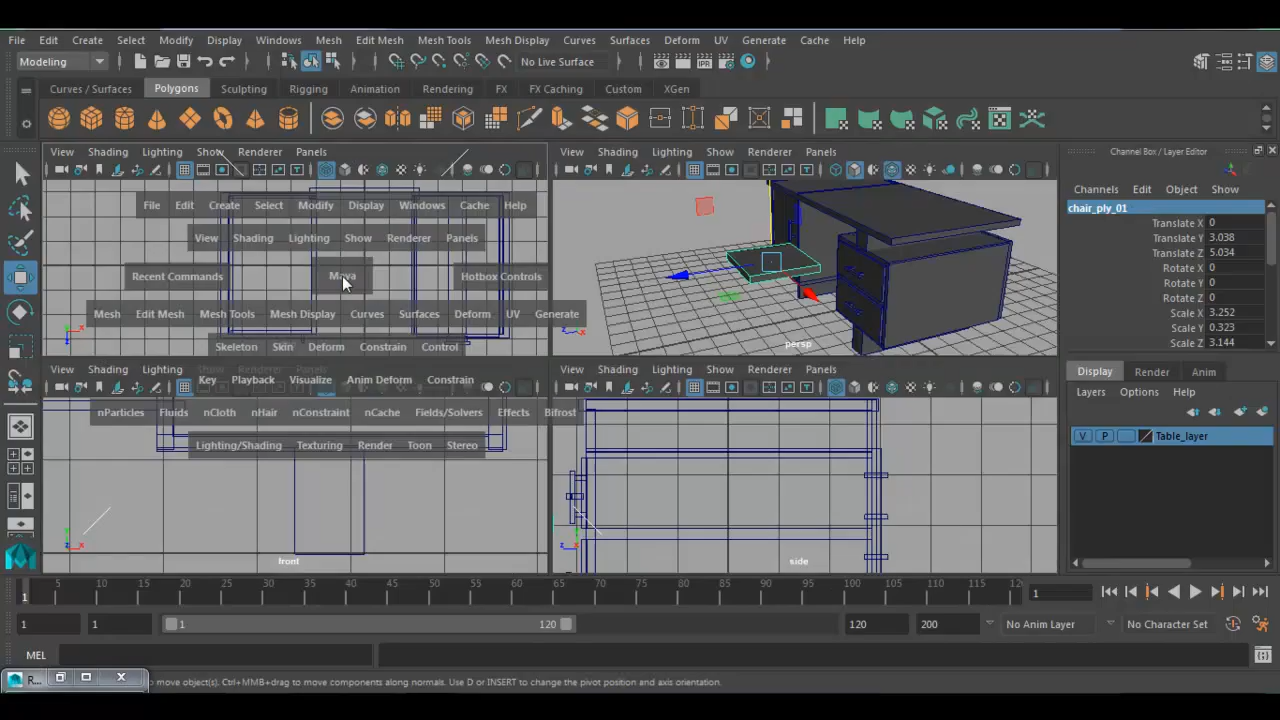 File Edit Create Select Modify Display Windows Mesh Edit Mesh Mesh Tools Mesh Display Curves Surfaces Deform UV Generate Cache Help
Modeling No Live Surface
Curves / Surfaces Polygons Sculpting Rigging Animation Rendering FX FX Caching Custom XGen
View Shading Lighting Show Renderer Panels
View Shading Lighting Show Renderer Panels
Channel Box / Layer Editor
Channels Edit Object Show
chair_ply_01
Translate X 0
Translate Y 3.038
Translate Z 5.034
Rotate X 0
Rotate Y 0
Rotate Z 0
Scale X 3.252
Scale Y 0.323
Scale Z 3.144
File Edit Create Select Modify Display Windows Cache Help
View Shading Lighting Show Renderer Panels
Recent Commands Maya Hotbox Controls
Mesh Edit Mesh Mesh Tools Mesh Display Curves Surfaces Deform UV Generate
Skeleton Skin Deform Constrain Control
persp
View Shading Lighting
View Shading Lighting Show Renderer Panels
Key Playback Visualize Anim Deform Constrain
nParticles Fluids nCloth nHair nConstraint nCache Fields/Solvers Effects Bifrost
Lighting/Shading Texturing Render Toon Stereo
front
side
Display Render Anim
Layers Options Help
V P Table_layer
5 10 15 20 25 30 35 40 45 50 55 60 65 70 75 80 85 90 95 100 105 110 115 12
1 1
1 1 1 120 120 200 No Anim Layer No Character Set
MEL
R... to move object(s). Ctrl+MMB+drag to move components along normals. Use D or INSERT to change the pivot position and axis orientation.